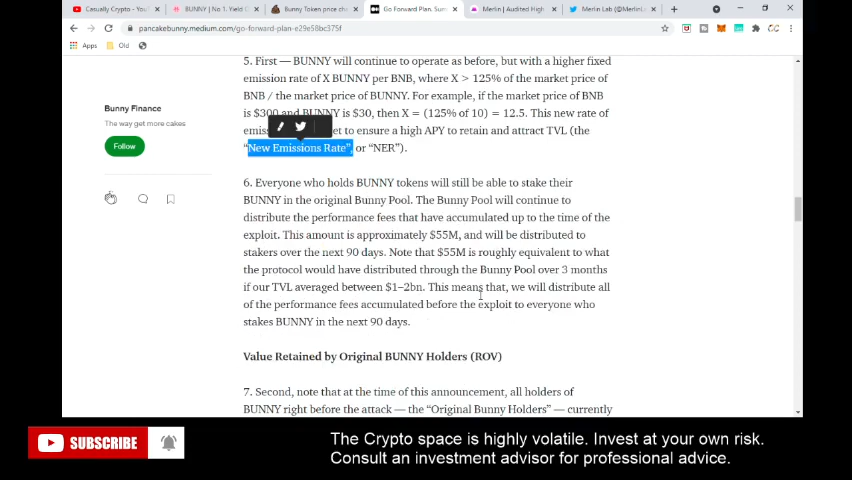 Casually Crypto - You
BUNNY | No 1. Yield
Bunny Token price ch
Go Forward Plan. Sum
Merlin | Audited High
Merlin Lab (@MerlinL
pancakebunny.medium.com/go-forward-plan-e29e58bc375f
Apps
Old
5. First — BUNNY will continue to operate as before, but with a higher fixed
emission rate of X BUNNY per BNB, where X > 125% of the market price of
BNB / the market price of BUNNY. For example, if the market price of BNB
is $300 and BUNNY is $30, then X = (125% of 10) = 12.5. This new rate of
et to ensure a high APY to retain and attract TVL (the
“New Emissions Rate”, or “NER”).
Bunny Finance
The way get more cakes
Follow
6. Everyone who holds BUNNY tokens will still be able to stake their
BUNNY in the original Bunny Pool. The Bunny Pool will continue to
distribute the performance fees that have accumulated up to the time of the
exploit. This amount is approximately $55M, and will be distributed to
stakers over the next 90 days. Note that $55M is roughly equivalent to what
the protocol would have distributed through the Bunny Pool over 3 months
if our TVL averaged between $1–2bn. This means that, we will distribute all
of the performance fees accumulated before the exploit to everyone who
stakes BUNNY in the next 90 days.
Value Retained by Original BUNNY Holders (ROV)
7. Second, note that at the time of this announcement, all holders of
BUNNY right before the attack — the “Original Bunny Holders” — currently
SUBSCRIBE
The Crypto space is highly volatile. Invest at your own risk.
Consult an investment advisor for professional advice.